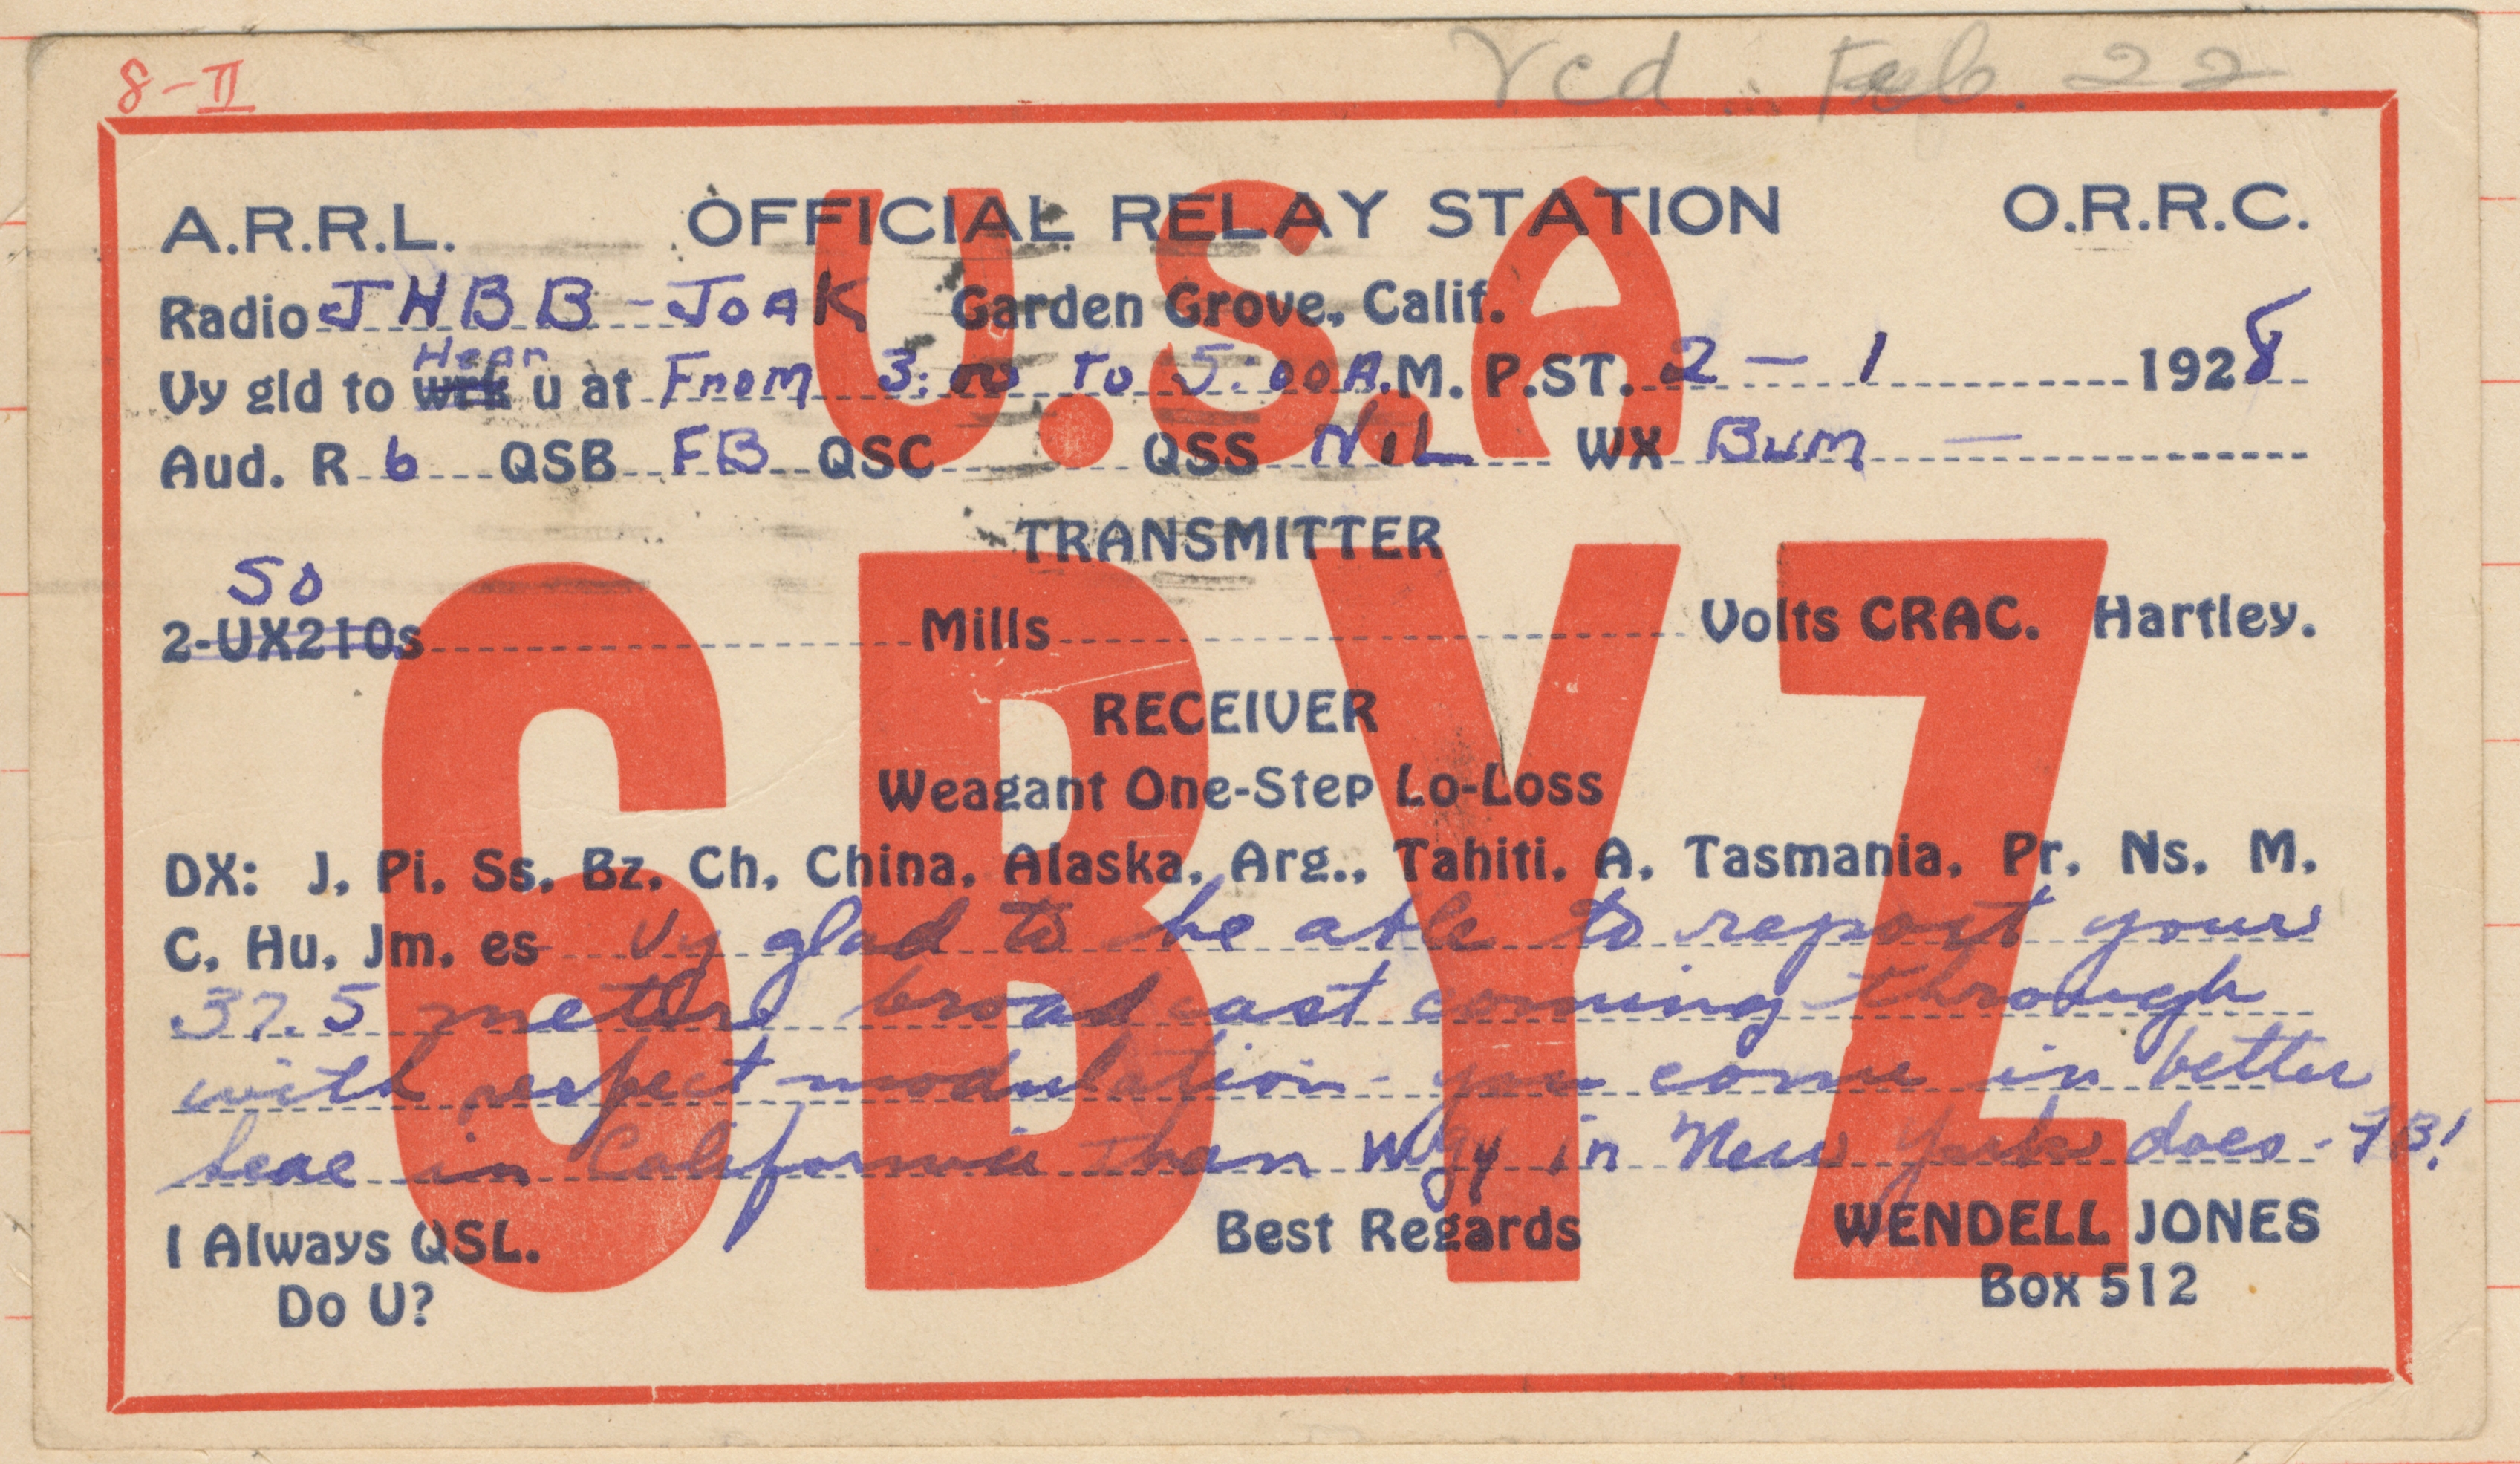 8-II
rcd. Feb. 22.
U.S.A
A.R.R.L. OFFICIAL RELAY STATION O.R.R.C.
Radio JHBB-JOAK Garden Grove, Calif.
Hear
Vy gld to wrk u at From 3:00 to 5:00 A.M. P.ST. 2 - 1 1928
Aud. R 6 QSB FB QSC QSS NIL WX BUM —
TRANSMITTER
50
2-UX210s Mills Volts CRAC. Hartley.
6BYZ
RECEIVER
Weagant One-Step Lo-Loss
DX: J, Pi, Ss, Bz, Ch, China, Alaska, Arg., Tahiti, A, Tasmania, Pr, Ns, M,
C, Hu, Jm, es Vy glad to be able to report your
37.5 meter broadcast coming through
with perfect modulation - you come in better
here in California than WGY in New York does - FB!
I Always QSL. Best Regards WENDELL JONES
Do U? Box 512